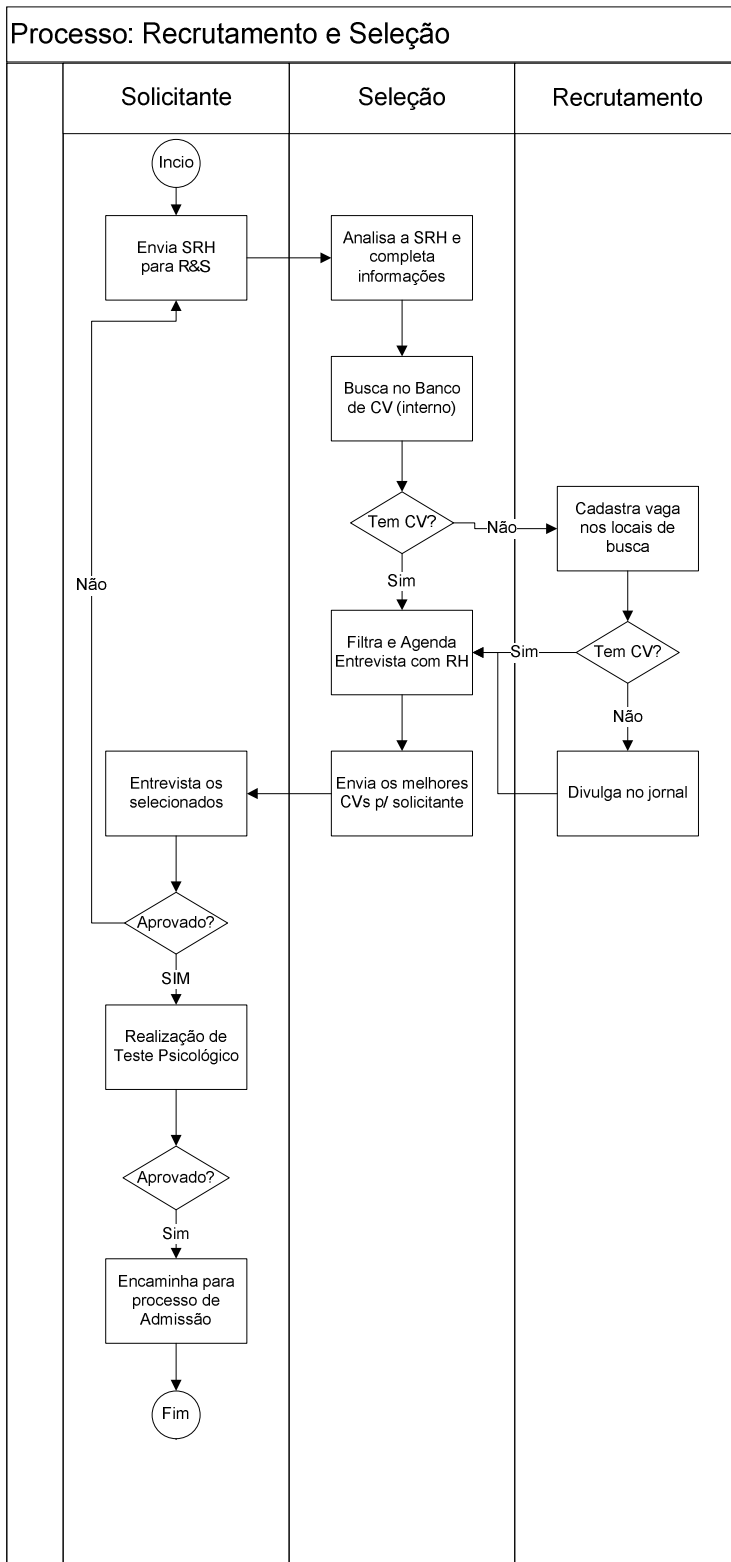 Processo: Recrutamento e Seleção
Solicitante
Seleção
Recrutamento
Incio
Envia SRH
para R&S
Analisa a SRH e
completa
informações
Busca no Banco
de CV (interno)
Tem CV?
Não
Cadastra vaga
nos locais de
busca
Sim
Não
Filtra e Agenda
Entrevista com RH
Sim
Tem CV?
Não
Entrevista os
selecionados
Envia os melhores
CVs p/ solicitante
Divulga no jornal
Aprovado?
SIM
Realização de
Teste Psicológico
Aprovado?
Sim
Encaminha para
processo de
Admissão
Fim